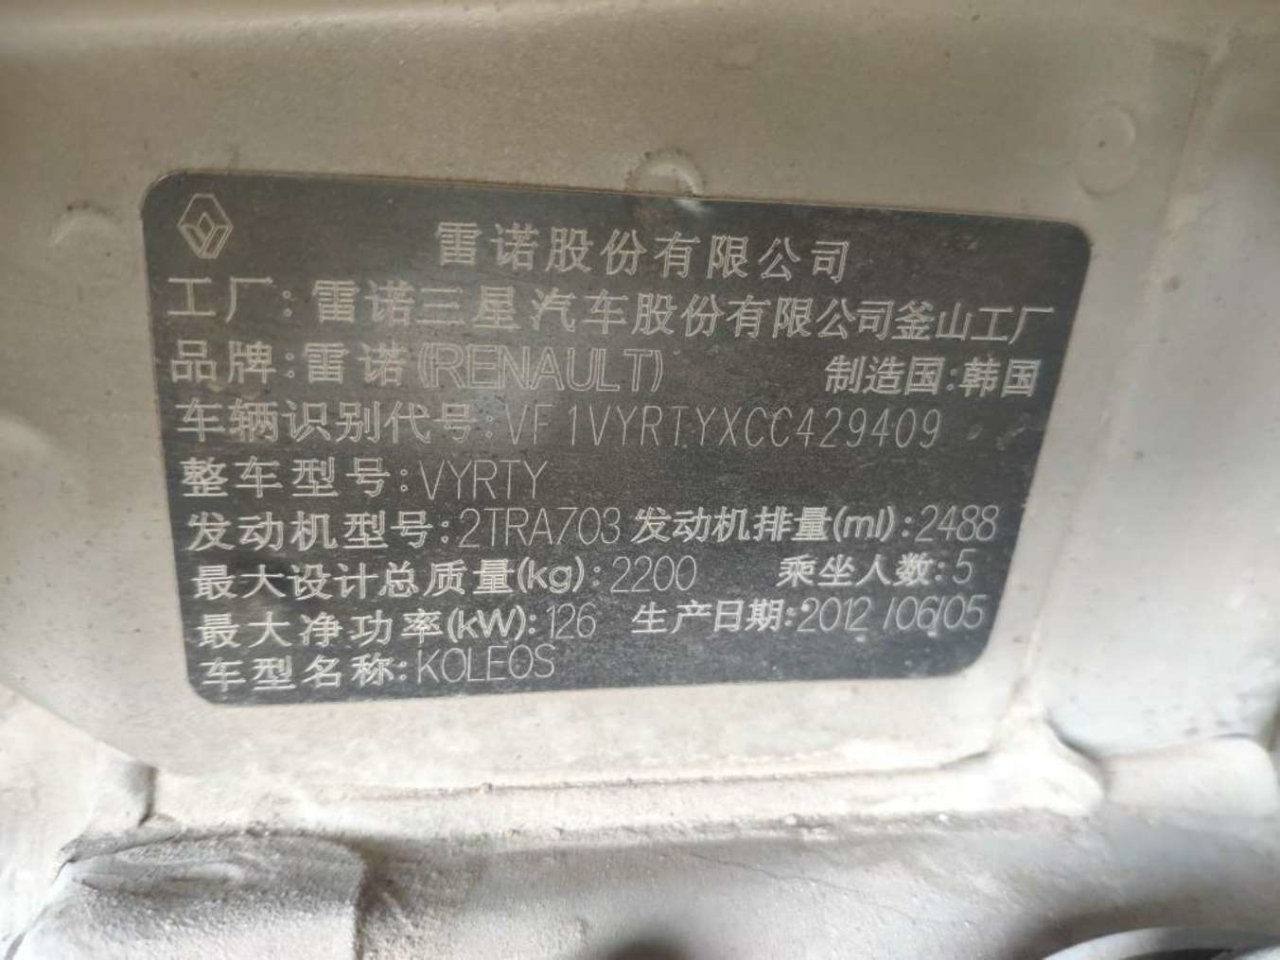 雷诺股份有限公司
工厂:雷诺三星汽车股份有限公司釜山工厂
品牌:雷诺(RENAULT) 制造国:韩国
车辆识别代号:VF1VYRTYXCC429409
整车型号:VYRTY
发动机型号:2TRA703 发动机排量(ml):2488
最大设计总质量(kg):2200 乘坐人数:5
最大净功率(kW):126 生产日期:2012/06/05
车型名称:KOLEOS